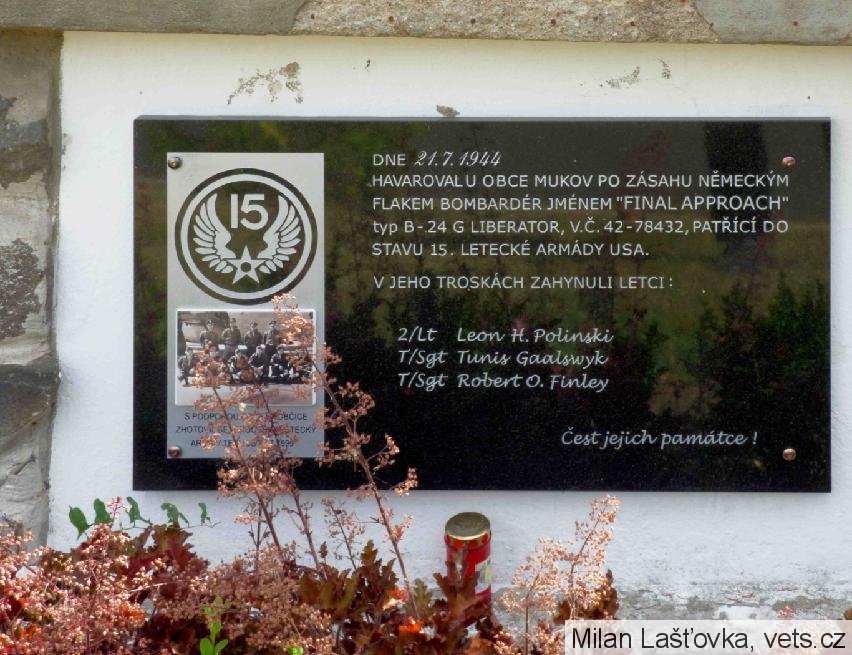 15
DNE 21.7.1944
HAVAROVAL U OBCE MUKOV PO ZÁSAHU NĚMECKÝM
FLAKEM BOMBARDÉR JMÉNEM "FINAL APPROACH"
typ B-24 G LIBERATOR, V.Č. 42-78432, PATŘÍCÍ DO
STAVU 15. LETECKÉ ARMÁDY USA.
V JEHO TROSKÁCH ZAHYNULI LETCI:
2/Lt Leon H. Polinski
T/Sgt Tunis Gaalswyk
T/Sgt Robert O. Finley
Čest jejich památce !
S PODPOROU
ZHOTOVIL
Milan Lašťovka, vets.cz